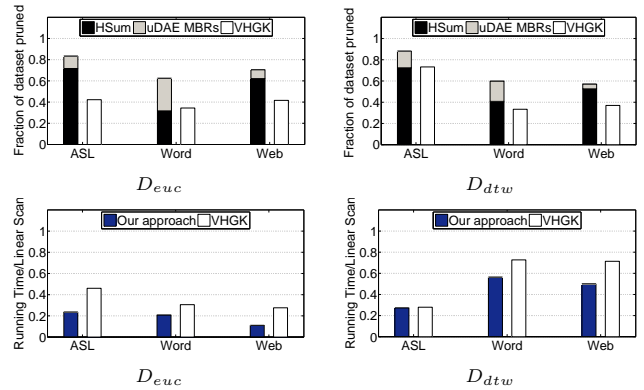 HSum uDAE MBRs VHGK
Fraction of dataset pruned
1
0.8
0.6
0.4
0.2
0
ASL Word Web
D_euc
HSum uDAE MBRs VHGK
Fraction of dataset pruned
1
0.8
0.6
0.4
0.2
0
ASL Word Web
D_dtw
Our approach VHGK
Running Time/Linear Scan
1
0.8
0.6
0.4
0.2
0
ASL Word Web
D_euc
Our approach VHGK
Running Time/Linear Scan
1
0.8
0.6
0.4
0.2
0
ASL Word Web
D_dtw